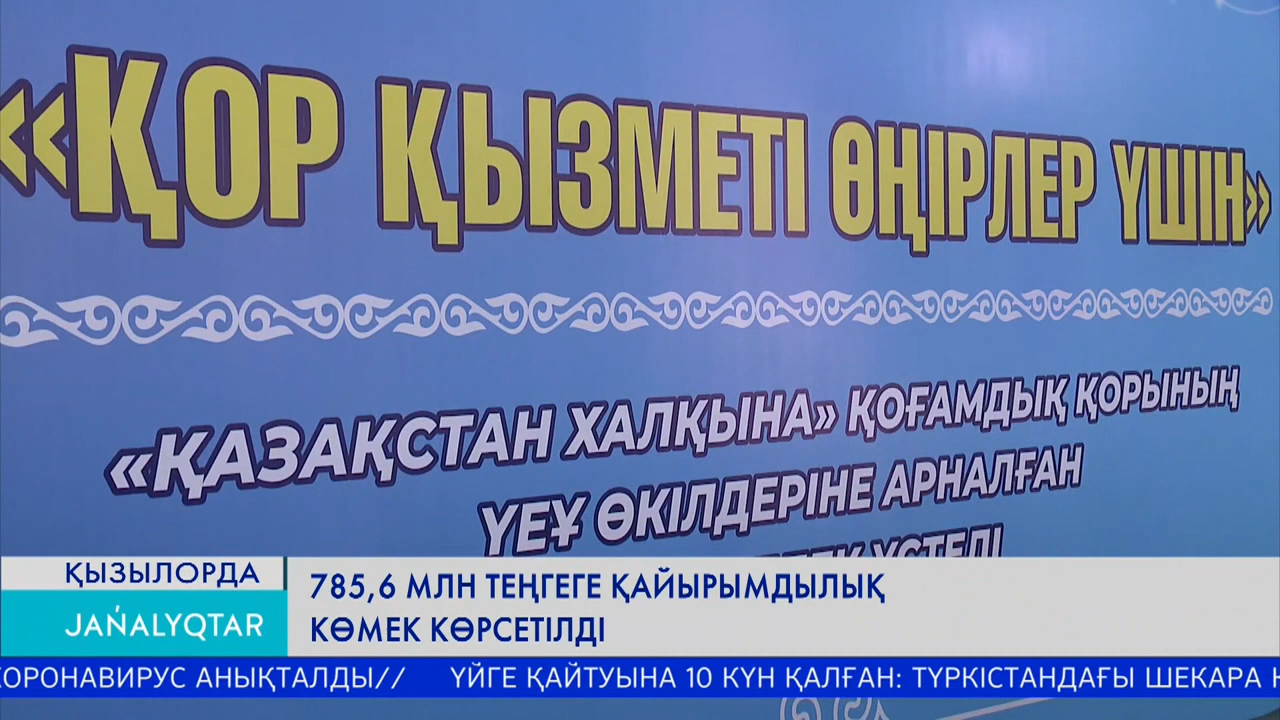 «ҚОР ҚЫЗМЕТІ ӨҢІРЛЕР ҮШІН»
«ҚАЗАҚСТАН ХАЛҚЫНА» ҚОҒАМДЫҚ ҚОРЫНЫҢ
ҮЕҰ ӨКІЛДЕРІНЕ АРНАЛҒАН
ҮСТЕЛІ
ҚЫЗЫЛОРДА
JAŃALYQTAR
785,6 МЛН ТЕҢГЕГЕ ҚАЙЫРЫМДЫЛЫҚ
КӨМЕК КӨРСЕТІЛДІ
КОРОНАВИРУС АНЫҚТАЛДЫ// ҮЙГЕ ҚАЙТУЫНА 10 КҮН ҚАЛҒАН: ТҮРКІСТАНДАҒЫ ШЕКАРА